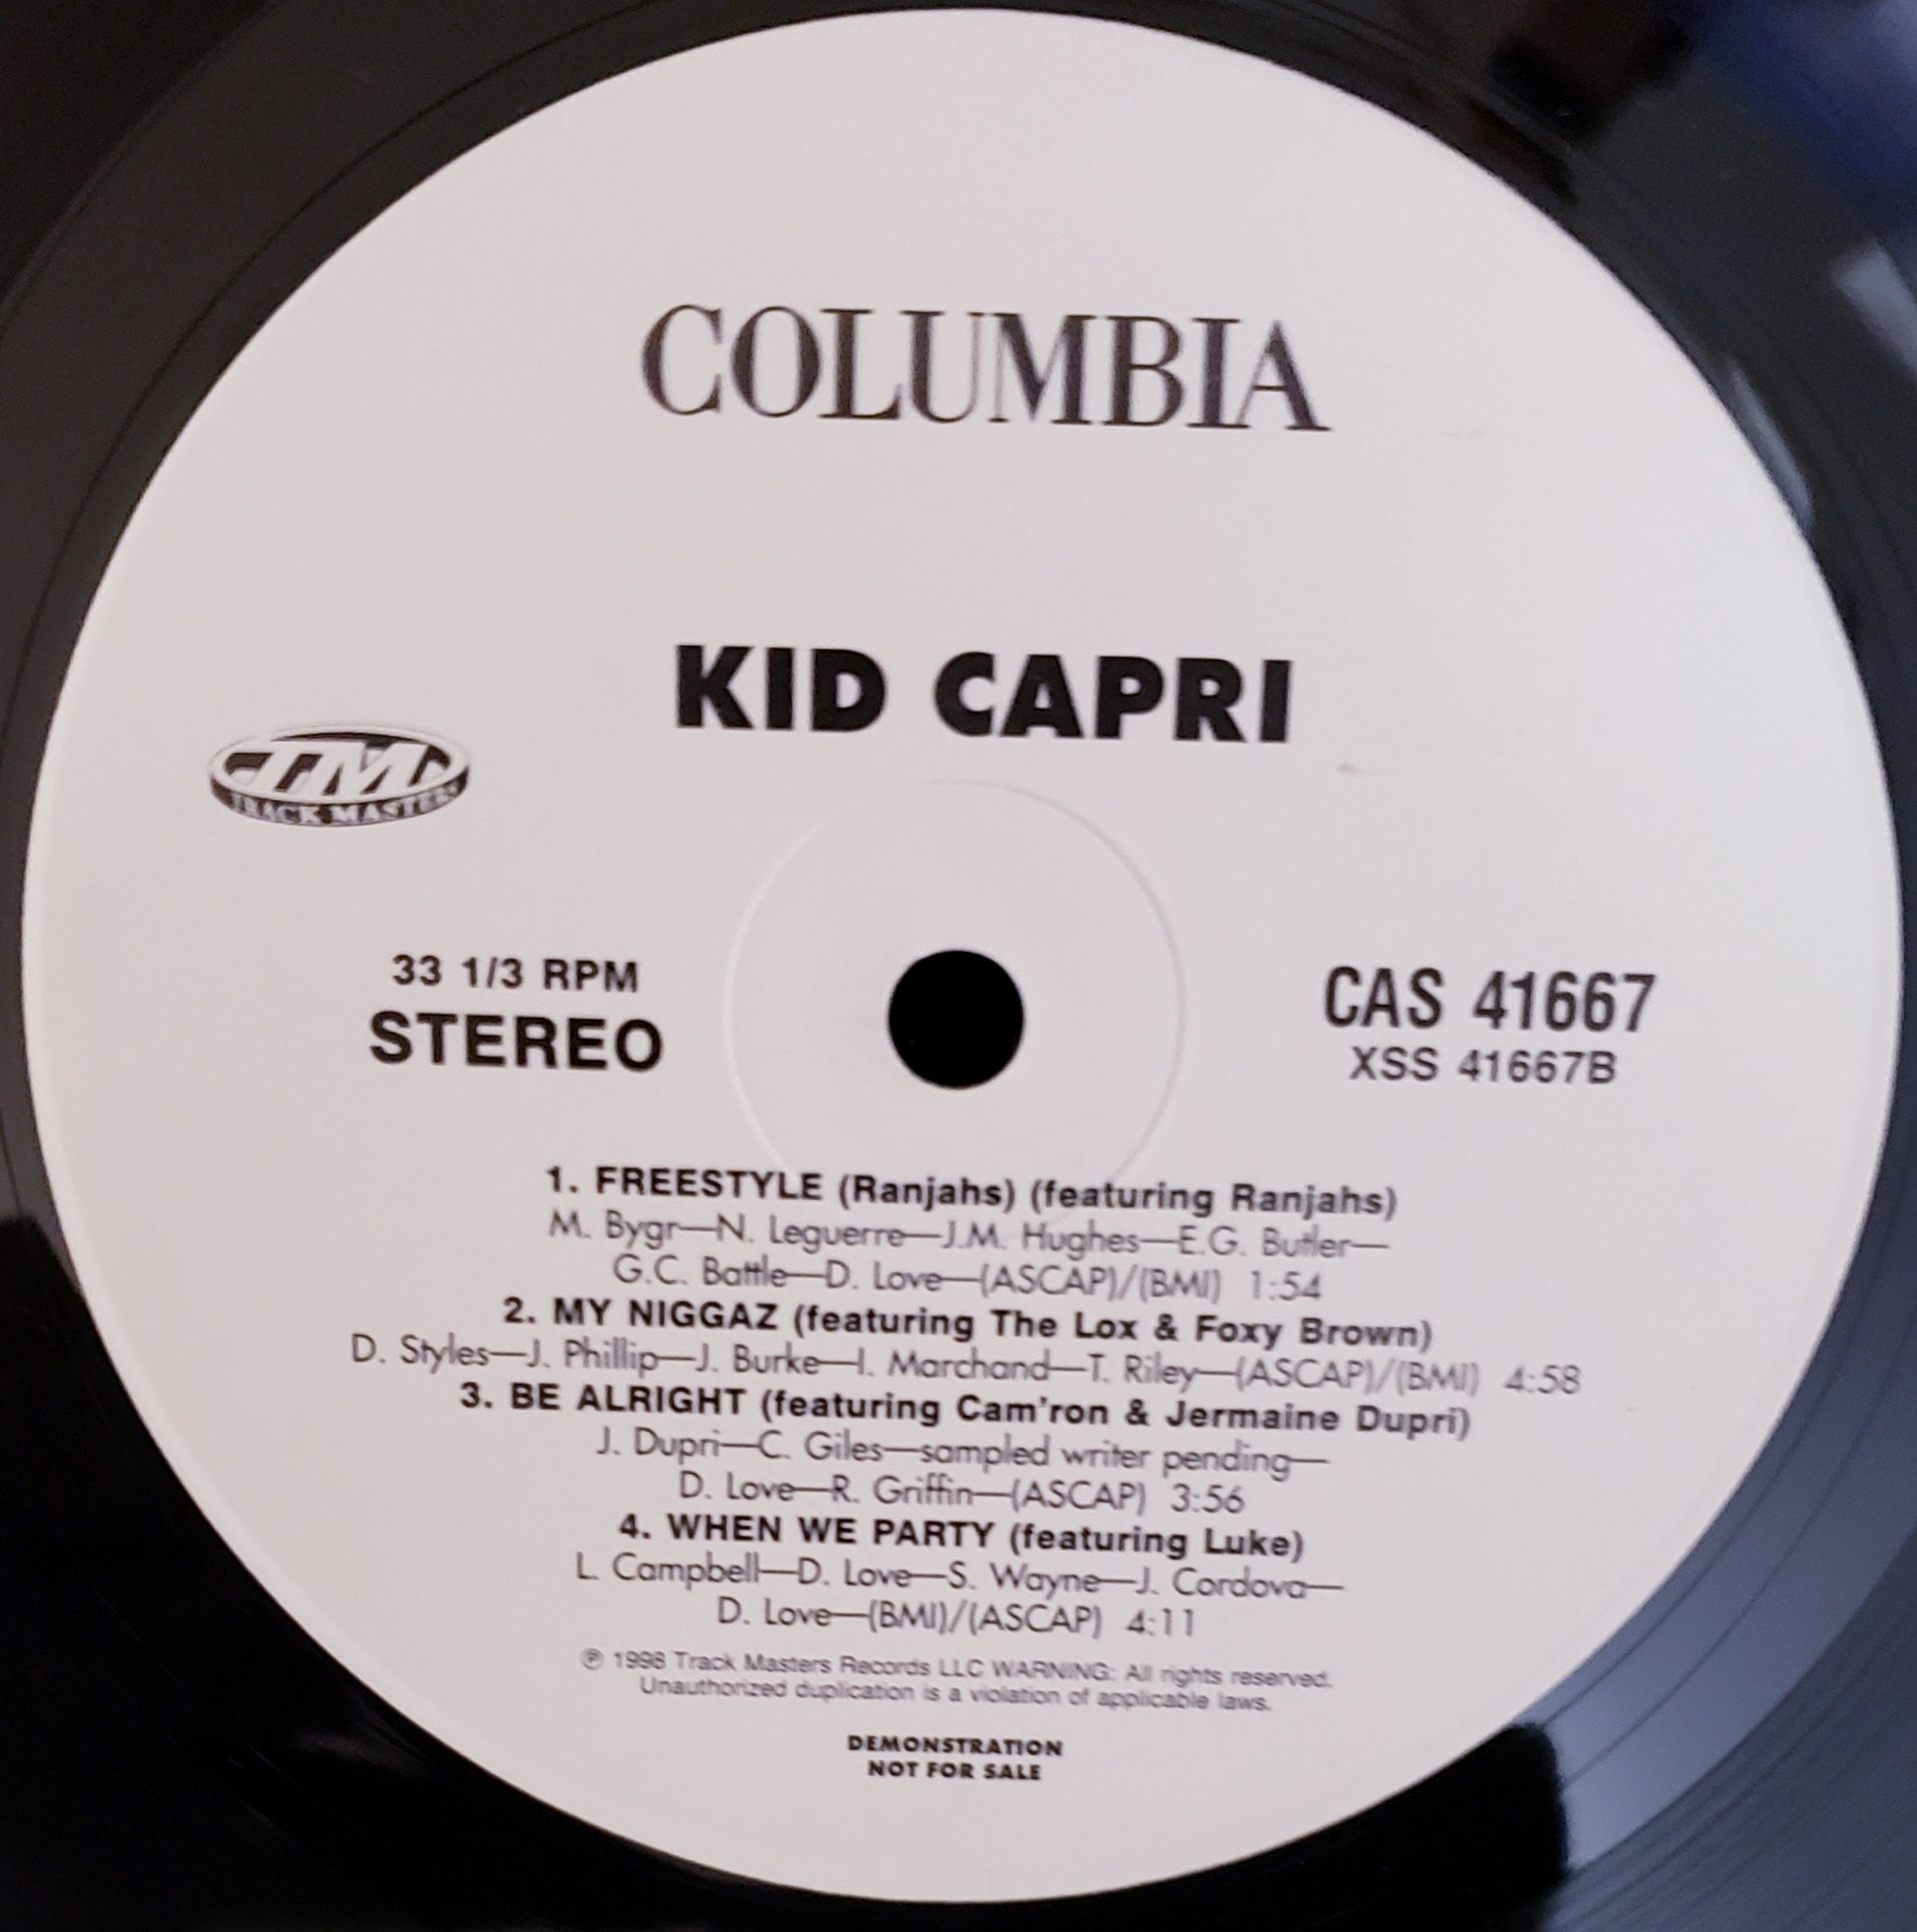 COLUMBIA
KID CAPRI
TM
TRACK MASTERS
33 1/3 RPM
STEREO
CAS 41667
XSS 41667B
1. FREESTYLE (Ranjahs) (featuring Ranjahs)
M. Bygr—N. Leguerre—J.M. Hughes—E.G. Butler—
G.C. Battle—D. Love—(ASCAP)/(BMI) 1:54
2. MY NIGGAZ (featuring The Lox & Foxy Brown)
D. Styles—J. Phillip—J. Burke—I. Marchand—T. Riley—(ASCAP)/(BMI) 4:58
3. BE ALRIGHT (featuring Cam'ron & Jermaine Dupri)
J. Dupri—C. Giles—sampled writer pending—
D. Love—R. Griffin—(ASCAP) 3:56
4. WHEN WE PARTY (featuring Luke)
L. Campbell—D. Love—S. Wayne—J. Cordova—
D. Love—(BMI)/(ASCAP) 4:11
℗ 1998 Track Masters Records LLC WARNING: All rights reserved.
Unauthorized duplication is a violation of applicable laws.
DEMONSTRATION
NOT FOR SALE